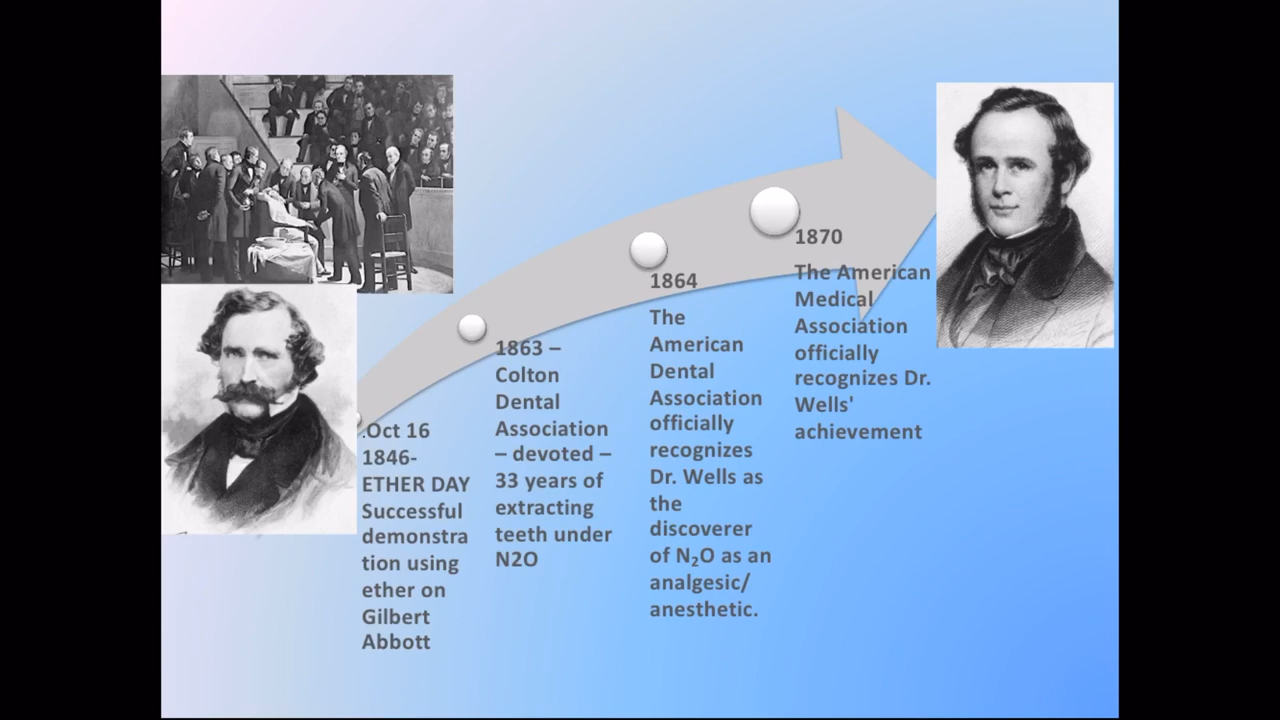 .Oct 16
1846-
ETHER DAY
Successful
demonstra
tion using
ether on
Gilbert
Abbott
1863 –
Colton
Dental
Association
– devoted –
33 years of
extracting
teeth under
N2O
1864
The
American
Dental
Association
officially
recognizes
Dr. Wells as
the
discoverer
of N₂O as an
analgesic/
anesthetic.
1870
The American
Medical
Association
officially
recognizes Dr.
Wells'
achievement